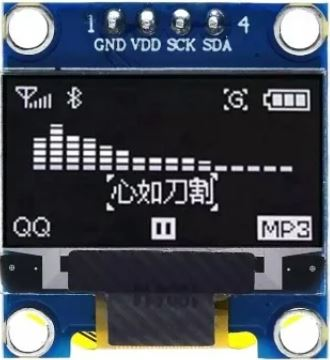 1 4
GND VDD SCK SDA
G
心如刀割
QQ MP3